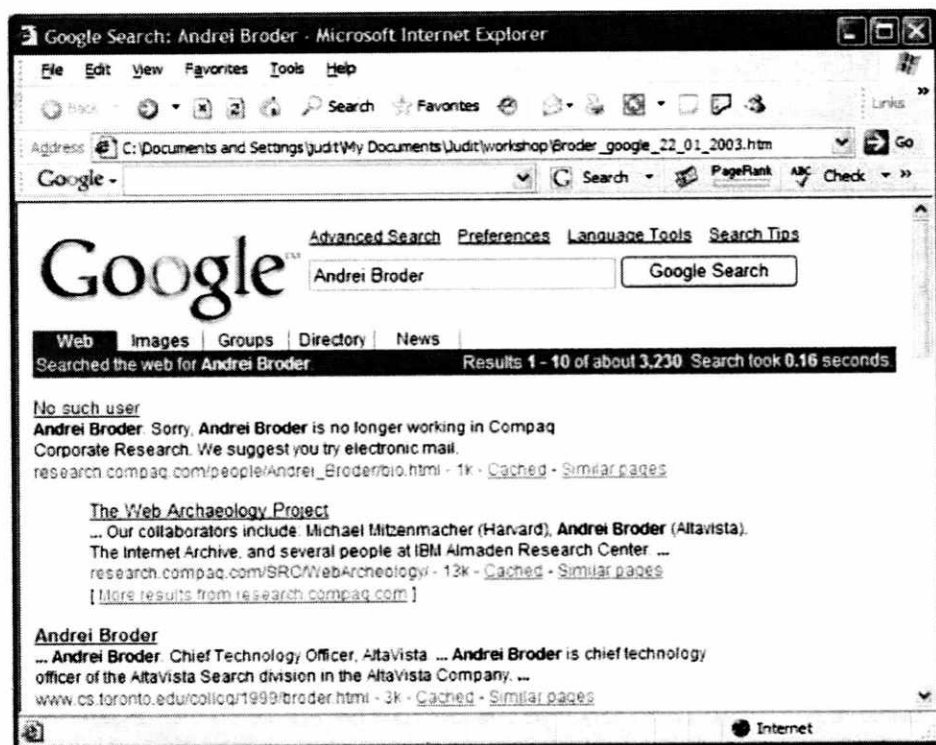 Google Search: Andrei Broder - Microsoft Internet Explorer
File Edit View Favorites Tools Help
Back Search Favorites Links »
Address C:\Documents and Settings\judit\My Documents\Judit\workshop\Broder_google_22_01_2003.htm Go
Google Search PageRank ABC Check »
Advanced Search Preferences Language Tools Search Tips
Google™ Andrei Broder Google Search
Web Images Groups Directory News
Searched the web for Andrei Broder. Results 1 - 10 of about 3,230 Search took 0.16 seconds.
No such user
Andrei Broder. Sorry, Andrei Broder is no longer working in Compaq
Corporate Research. We suggest you try electronic mail.
research.compaq.com/people/Andrei_Broder/bio.html - 1k - Cached - Similar pages
The Web Archaeology Project
... Our collaborators include: Michael Mitzenmacher (Harvard), Andrei Broder (Altavista).
The Internet Archive, and several people at IBM Almaden Research Center. ...
research.compaq.com/SRC/WebArcheology/ - 13k - Cached - Similar pages
[ More results from research.compaq.com ]
Andrei Broder
... Andrei Broder. Chief Technology Officer, AltaVista ... Andrei Broder is chief technology
officer of the AltaVista Search division in the AltaVista Company. ...
www.cs.toronto.edu/colloq/1999/broder.html - 3k - Cached - Similar pages
Internet